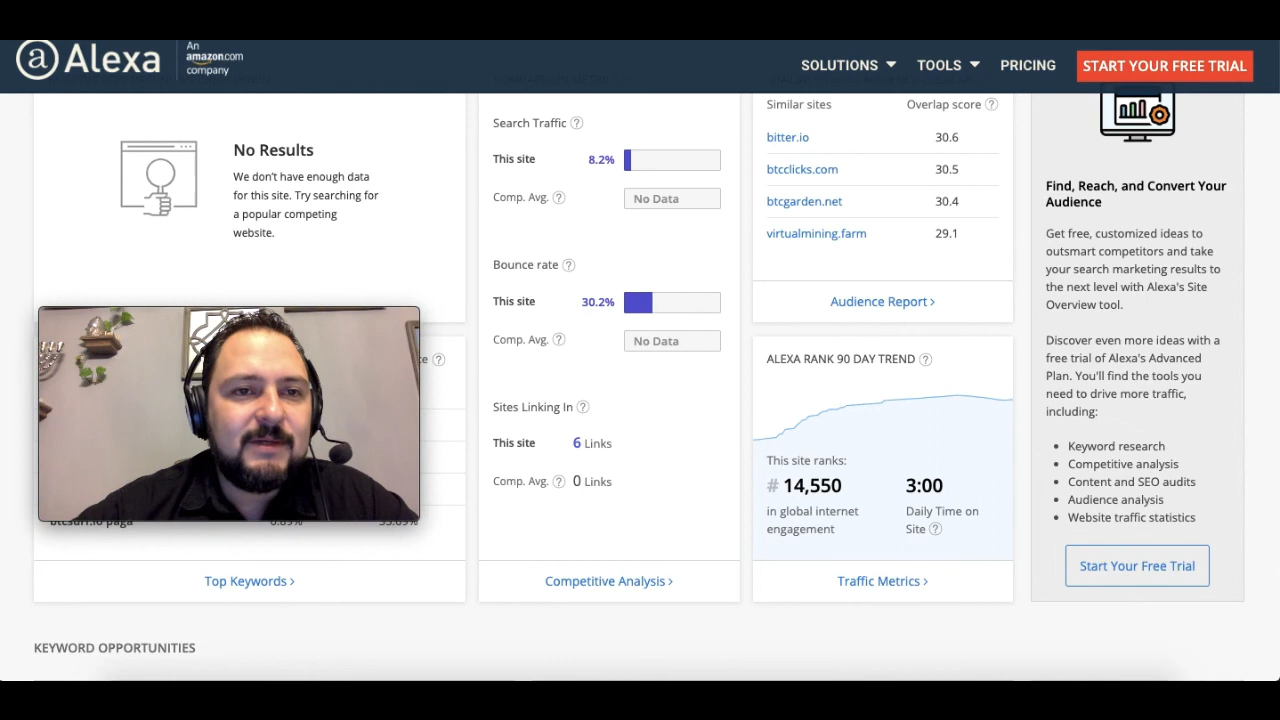 Alexa
An
amazon.com
company
SOLUTIONS
TOOLS
PRICING
START YOUR FREE TRIAL
No Results
We don't have enough data
for this site. Try searching for
a popular competing
website.
Top Keywords >
Search Traffic ?
This site 8.2%
Comp. Avg. ? No Data
Bounce rate ?
This site 30.2%
Comp. Avg. ? No Data
Sites Linking In ?
This site 6 Links
Comp. Avg. ? 0 Links
Competitive Analysis >
Similar sites Overlap score ?
bitter.io 30.6
btcclicks.com 30.5
btcgarden.net 30.4
virtualmining.farm 29.1
Audience Report >
ALEXA RANK 90 DAY TREND ?
This site ranks:
# 14,550 3:00
in global internet Daily Time on
engagement Site ?
Traffic Metrics >
Find, Reach, and Convert Your
Audience
Get free, customized ideas to
outsmart competitors and take
your search marketing results to
the next level with Alexa's Site
Overview tool.
Discover even more ideas with a
free trial of Alexa's Advanced
Plan. You'll find the tools you
need to drive more traffic,
including:
Keyword research
Competitive analysis
Content and SEO audits
Audience analysis
Website traffic statistics
Start Your Free Trial
KEYWORD OPPORTUNITIES